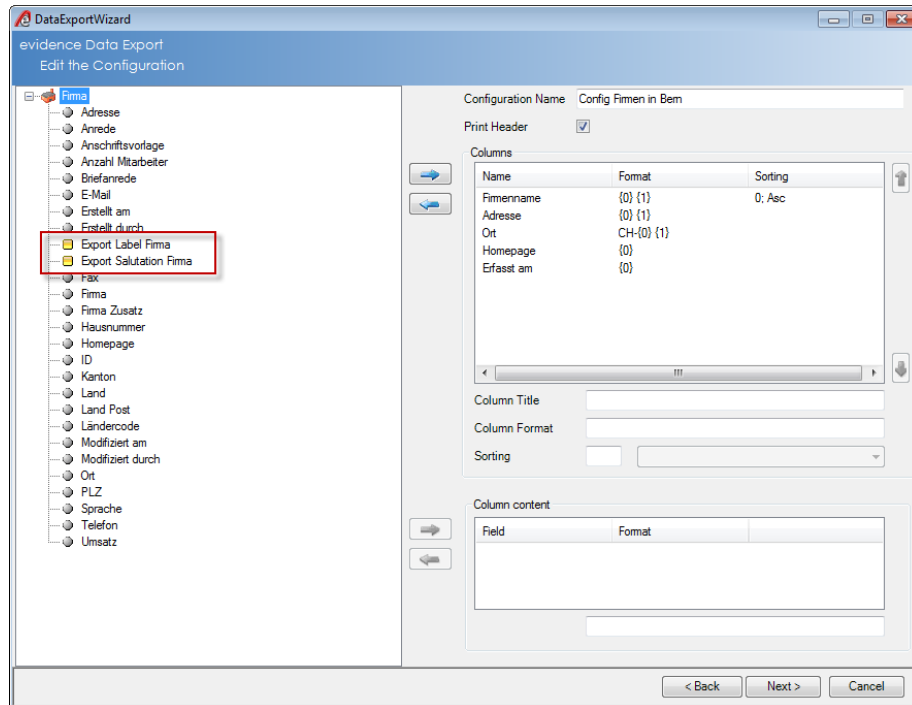 DataExportWizard
evidence Data Export
Edit the Configuration
Firma
Adresse
Anrede
Anschriftsvorlage
Anzahl Mitarbeiter
Briefanrede
E-Mail
Erstellt am
Erstellt durch
Export Label Firma
Export Salutation Firma
Fax
Firma
Firma Zusatz
Hausnummer
Homepage
ID
Kanton
Land
Land Post
Ländercode
Modifiziert am
Modifiziert durch
Ort
PLZ
Sprache
Telefon
Umsatz
Configuration Name Config Firmen in Bern
Print Header
Columns
Name Format Sorting
Firmenname {0} {1} 0; Asc
Adresse {0} {1}
Ort CH-{0} {1}
Homepage {0}
Erfasst am {0}
Column Title
Column Format
Sorting
Column content
Field Format
< Back Next > Cancel